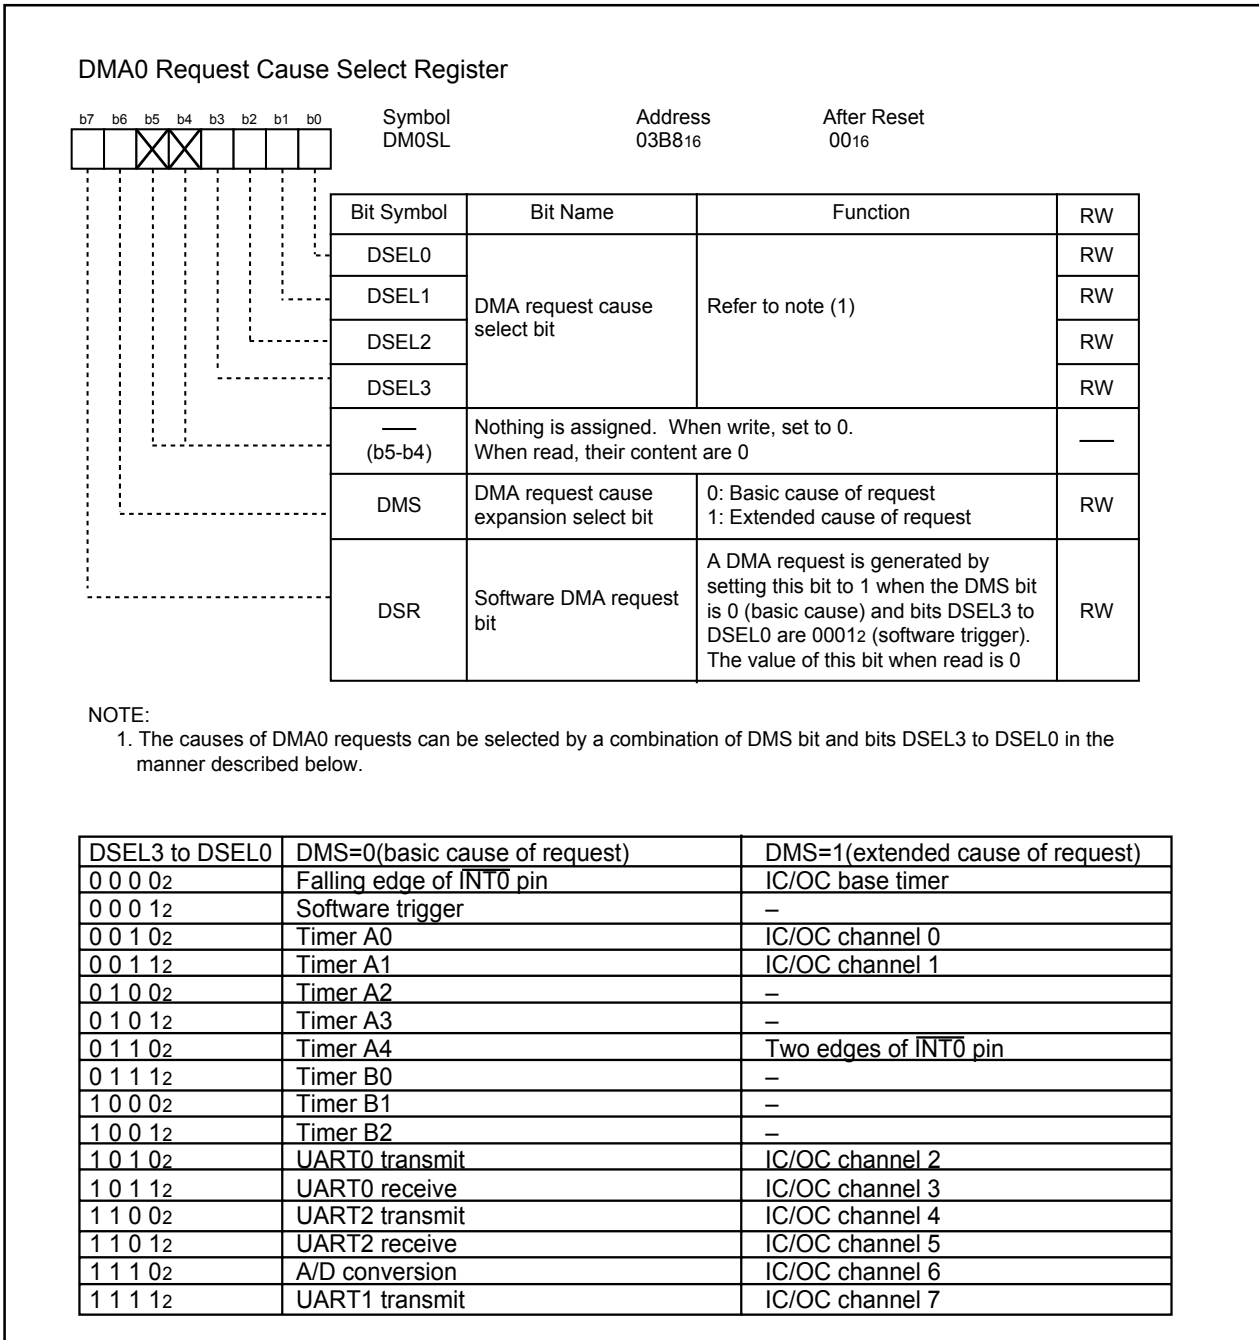 DMA0 Request Cause Select Register
b7 b6 b5 b4 b3 b2 b1 b0
Symbol Address After Reset
DM0SL 03B816 0016
Bit Symbol Bit Name Function RW
DSEL0 RW
DSEL1 RW
DMA request cause select bit
Refer to note (1)
DSEL2 RW
DSEL3 RW
—— (b5-b4)
Nothing is assigned. When write, set to 0.
When read, their content are 0
——
DMS
DMA request cause
expansion select bit
0: Basic cause of request
1: Extended cause of request
RW
DSR
Software DMA request
bit
A DMA request is generated by
setting this bit to 1 when the DMS bit
is 0 (basic cause) and bits DSEL3 to
DSEL0 are 00012 (software trigger).
The value of this bit when read is 0
RW
NOTE:
1. The causes of DMA0 requests can be selected by a combination of DMS bit and bits DSEL3 to DSEL0 in the
manner described below.
DSEL3 to DSEL0 DMS=0(basic cause of request) DMS=1(extended cause of request)
0 0 0 02 Falling edge of INT0 pin IC/OC base timer
0 0 0 12 Software trigger –
0 0 1 02 Timer A0 IC/OC channel 0
0 0 1 12 Timer A1 IC/OC channel 1
0 1 0 02 Timer A2 –
0 1 0 12 Timer A3 –
0 1 1 02 Timer A4 Two edges of INT0 pin
0 1 1 12 Timer B0 –
1 0 0 02 Timer B1 –
1 0 0 12 Timer B2 –
1 0 1 02 UART0 transmit IC/OC channel 2
1 0 1 12 UART0 receive IC/OC channel 3
1 1 0 02 UART2 transmit IC/OC channel 4
1 1 0 12 UART2 receive IC/OC channel 5
1 1 1 02 A/D conversion IC/OC channel 6
1 1 1 12 UART1 transmit IC/OC channel 7